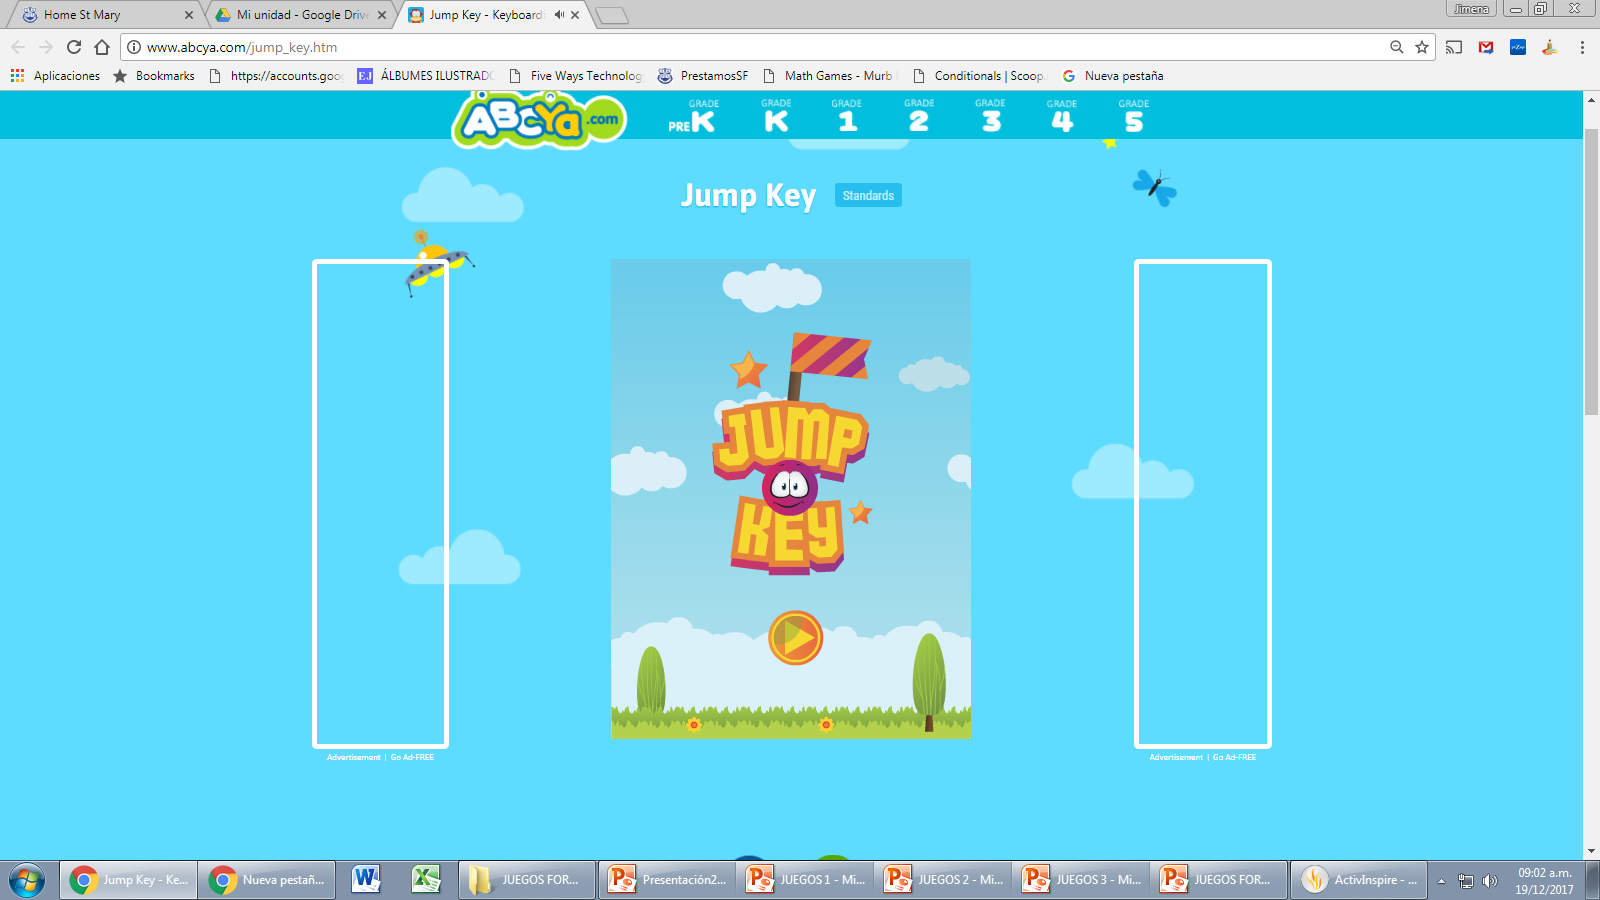 Home St Mary
Mi unidad - Google Drive
Jump Key - Keyboardi
Jimena
www.abcya.com/jump_key.htm
Aplicaciones
Bookmarks
https://accounts.goo
EJ
ÁLBUMES ILUSTRADO
Five Ways Technolog
PrestamosSF
Math Games - Murb
Conditionals | Scoop.
Nueva pestaña
ABCYa.com
GRADE PRE K
GRADE K
GRADE 1
GRADE 2
GRADE 3
GRADE 4
GRADE 5
Jump Key
Standards
JUMP
KEY
Advertisement | Go Ad-FREE
Advertisement | Go Ad-FREE
Jump Key - Ke...
Nueva pestañ...
JUEGOS FOR...
Presentación2...
JUEGOS 1 - Mi...
JUEGOS 2 - Mi...
JUEGOS 3 - Mi...
JUEGOS FOR...
ActivInspire - ...
09:02 a.m.
19/12/2017